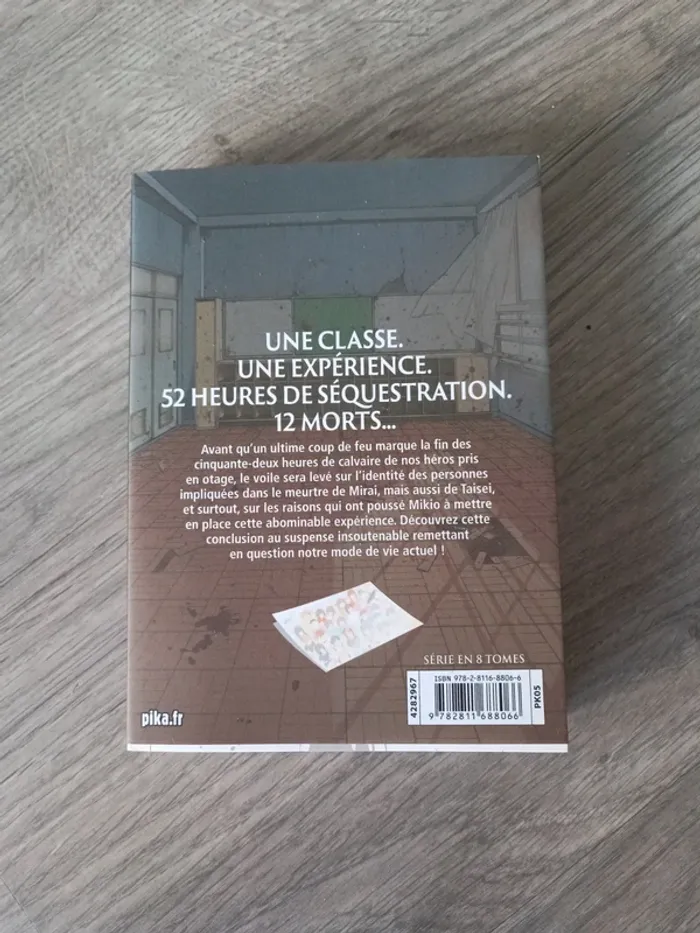 UNE CLASSE.
UNE EXPÉRIENCE.
52 HEURES DE SÉQUESTRATION.
12 MORTS...
Avant qu'un ultime coup de feu marque la fin des
cinquante-deux heures de calvaire de nos héros pris
en otage, le voile sera levé sur l'identité des personnes
impliquées dans le meurtre de Mirai, mais aussi de Taisei,
et surtout, sur les raisons qui ont poussé Mikio à mettre
en place cette abominable expérience. Découvrez cette
conclusion au suspense insoutenable remettant
en question notre mode de vie actuel !
SÉRIE EN 8 TOMES
ISBN 978-2-8116-8806-6
4282967
PK05
9 782811 688066
pika.fr